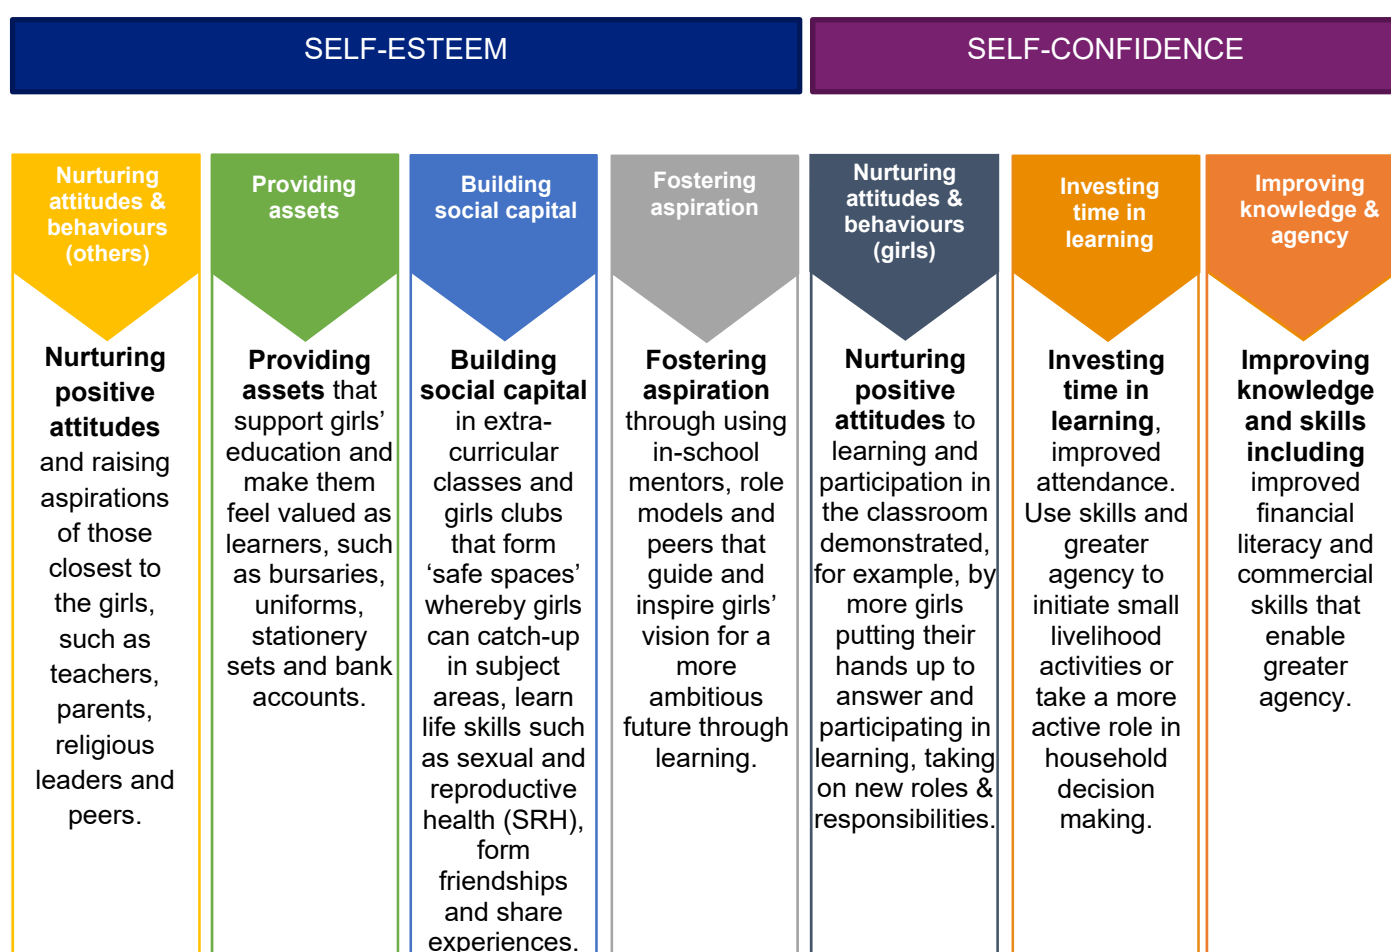 SELF-ESTEEM
SELF-CONFIDENCE
Nurturing
attitudes &
behaviours
(others)
Nurturing
positive
attitudes
and raising
aspirations
of those
closest to
the girls,
such as
teachers,
parents,
religious
leaders and
peers.
Providing
assets
Providing
assets that
support girls’
education and
make them
feel valued as
learners, such
as bursaries,
uniforms,
stationery
sets and bank
accounts.
Building
social capital
Building
social capital
in extra-
curricular
classes and
girls clubs
that form
‘safe spaces’
whereby girls
can catch-up
in subject
areas, learn
life skills such
as sexual and
reproductive
health (SRH),
form
friendships
and share
experiences.
Fostering
aspiration
Fostering
aspiration
through using
in-school
mentors, role
models and
peers that
guide and
inspire girls’
vision for a
more
ambitious
future through
learning.
Nurturing
attitudes &
behaviours
(girls)
Nurturing
positive
attitudes to
learning and
participation in
the classroom
demonstrated,
for example, by
more girls
putting their
hands up to
answer and
participating in
learning, taking
on new roles &
responsibilities.
Investing
time in
learning
Investing
time in
learning,
improved
attendance.
Use skills and
greater
agency to
initiate small
livelihood
activities or
take a more
active role in
household
decision
making.
Improving
knowledge &
agency
Improving
knowledge
and skills
including
improved
financial
literacy and
commercial
skills that
enable
greater
agency.